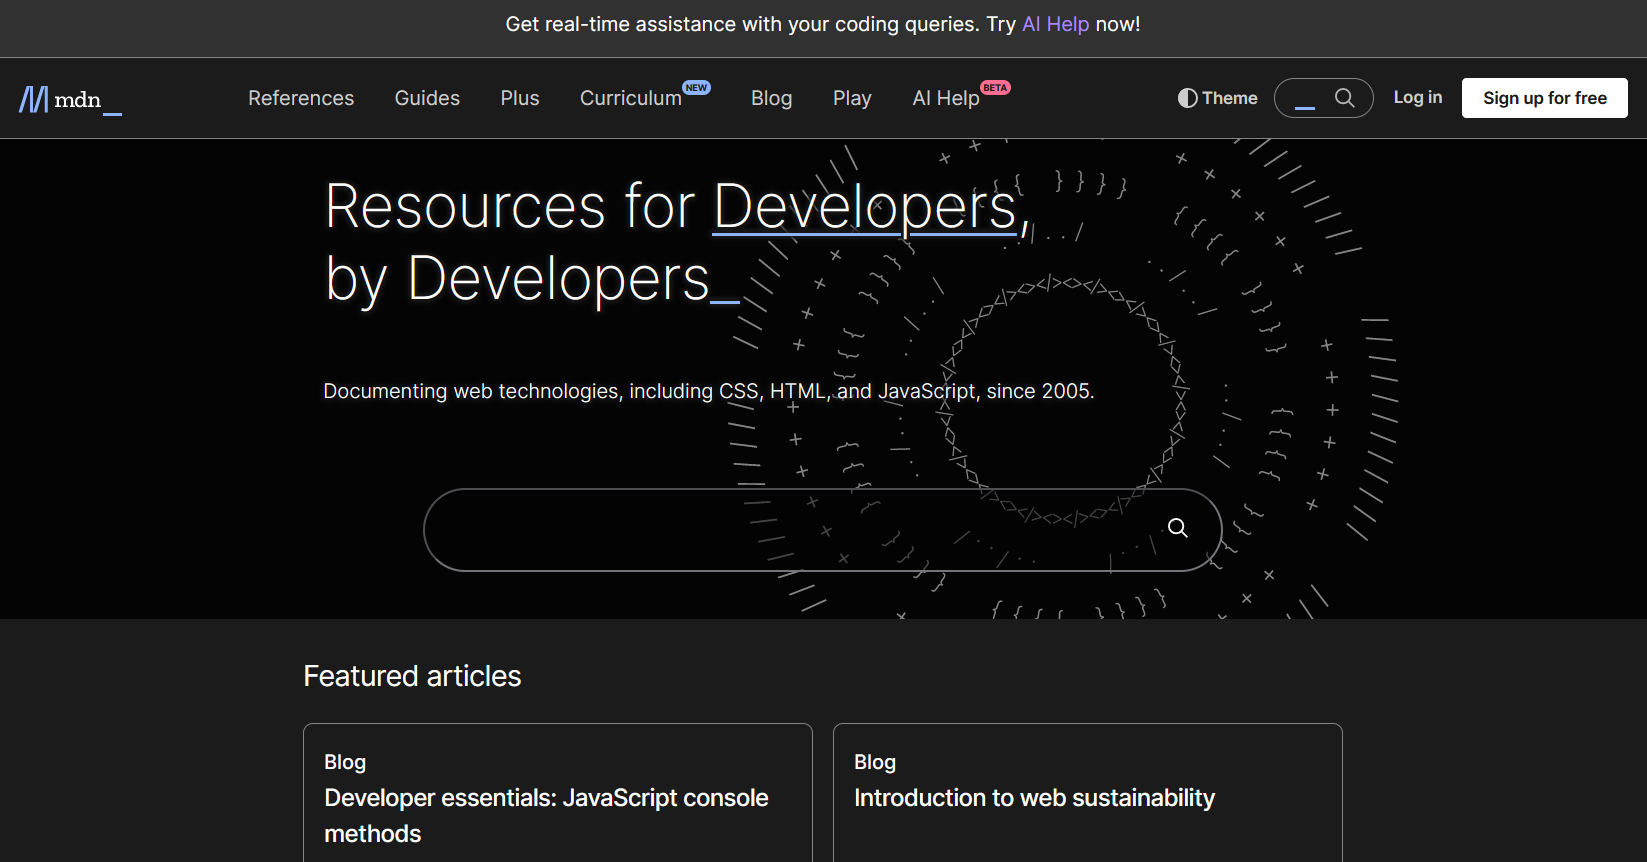 Get real-time assistance with your coding queries. Try AI Help now!
mdn_
References Guides Plus Curriculum NEW Blog Play AI Help BETA Theme Log in Sign up for free
Resources for Developers,
by Developers_
Documenting web technologies, including CSS, HTML, and JavaScript, since 2005.
Featured articles
Blog
Developer essentials: JavaScript console
methods
Blog
Introduction to web sustainability